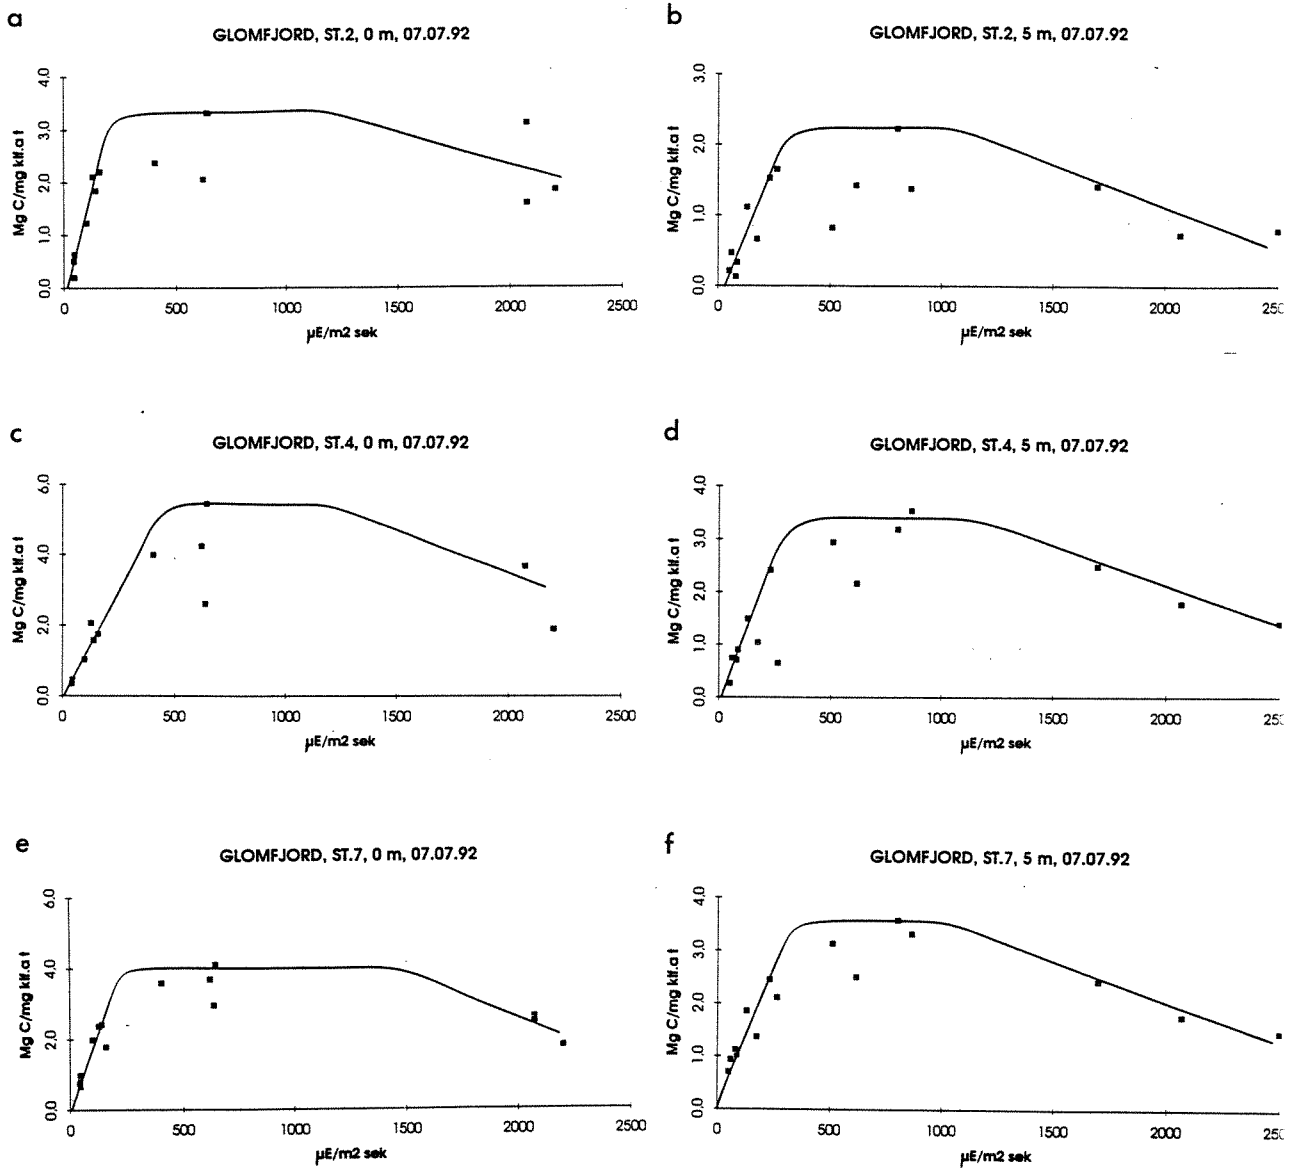 a
GLOMFJORD, ST.2, 0 m, 07.07.92
Mg C/mg klf.a t
4.0
3.0
2.0
1.0
0.0
0 500 1000 1500 2000 2500
µE/m2 sek
b
GLOMFJORD, ST.2, 5 m, 07.07.92
Mg C/mg klf.a t
3.0
2.0
1.0
0.0
0 500 1000 1500 2000 250
µE/m2 sek
c
GLOMFJORD, ST.4, 0 m, 07.07.92
Mg C/mg klf.a t
6.0
4.0
2.0
0.0
0 500 1000 1500 2000 2500
µE/m2 sek
d
GLOMFJORD, ST.4, 5 m, 07.07.92
Mg C/mg klf.a t
4.0
3.0
2.0
1.0
0.0
0 500 1000 1500 2000 250
µE/m2 sek
e
GLOMFJORD, ST.7, 0 m, 07.07.92
Mg C/mg klf.a t
6.0
4.0
2.0
0.0
0 500 1000 1500 2000 2500
µE/m2 sek
f
GLOMFJORD, ST.7, 5 m, 07.07.92
Mg C/mg klf.a t
4.0
3.0
2.0
1.0
0.0
0 500 1000 1500 2000 250
µE/m2 sek